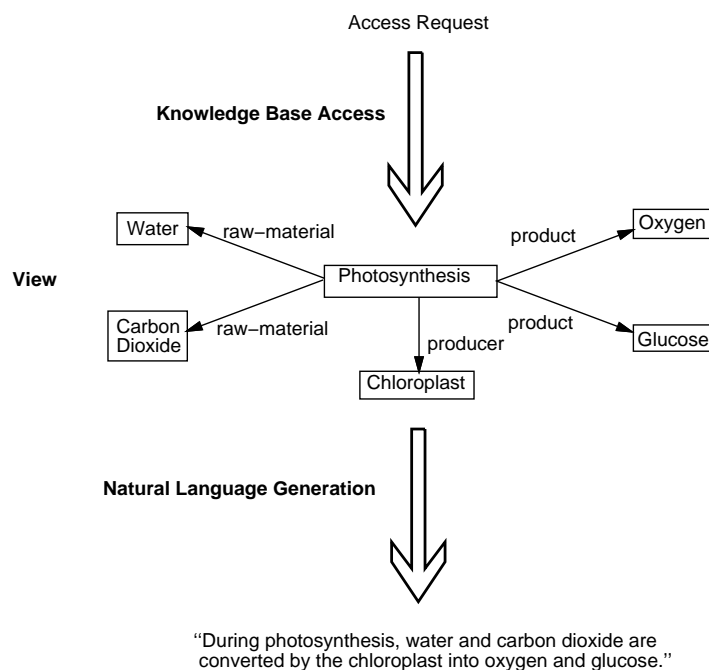 Access Request
Knowledge Base Access
Water
raw–material
product
Oxygen
View
Photosynthesis
Carbon
Dioxide
raw–material
product
Glucose
producer
Chloroplast
Natural Language Generation
‘‘During photosynthesis, water and carbon dioxide are
converted by the chloroplast into oxygen and glucose.’’